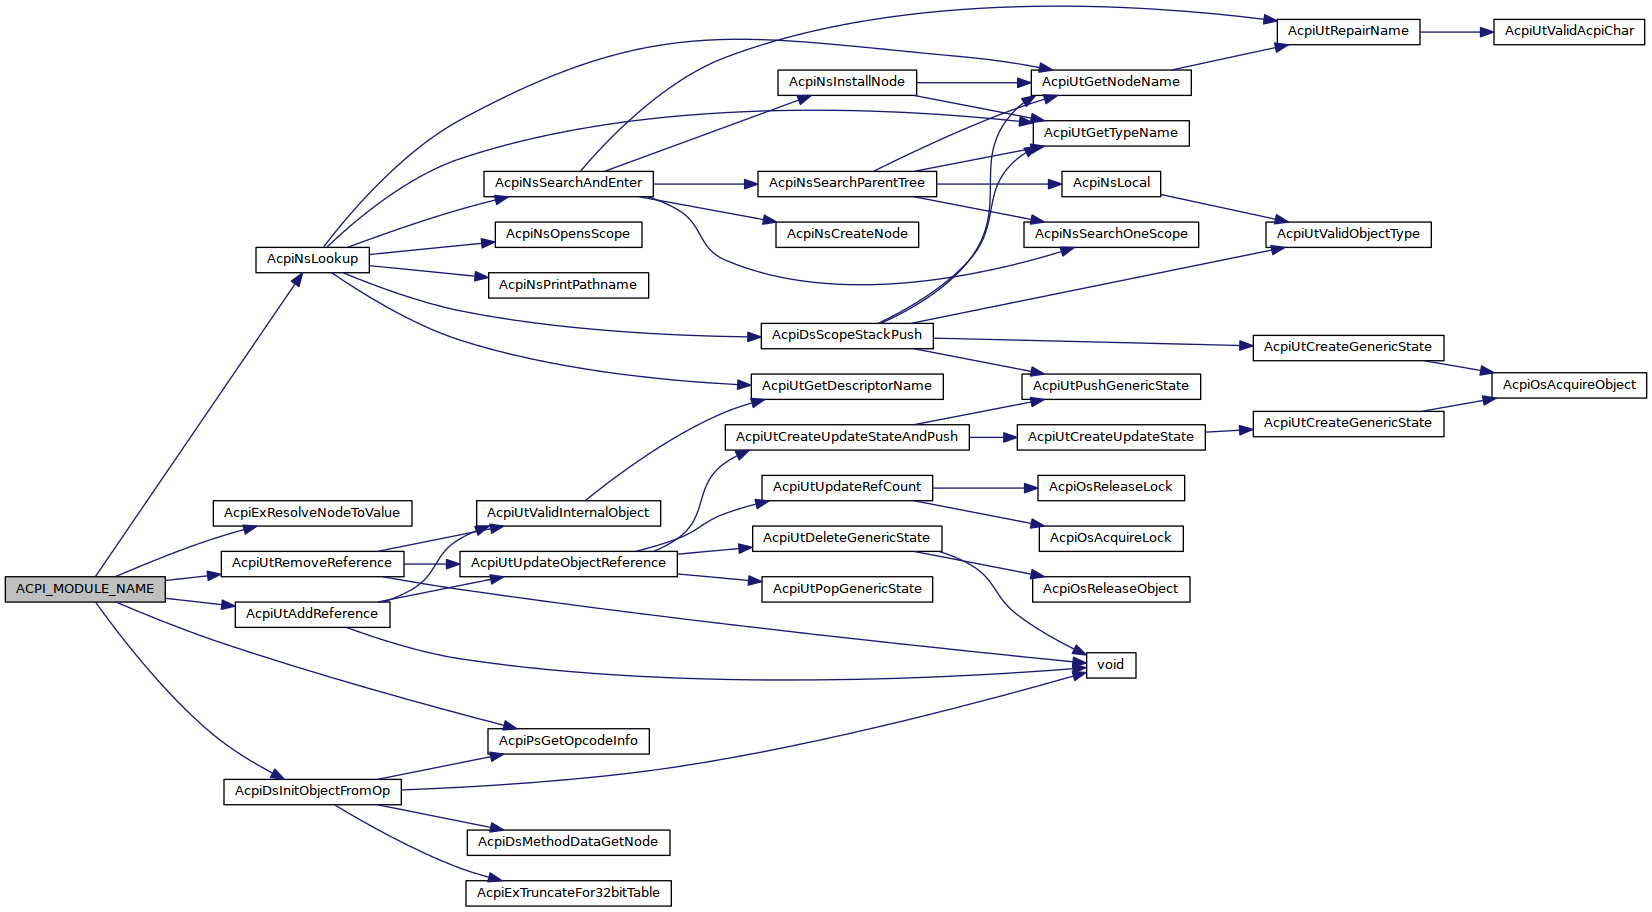 AcpiUtRepairName
AcpiUtValidAcpiChar
AcpiNsInstallNode
AcpiUtGetNodeName
AcpiUtGetTypeName
AcpiNsSearchAndEnter
AcpiNsSearchParentTree
AcpiNsLocal
AcpiNsOpensScope
AcpiNsCreateNode
AcpiNsSearchOneScope
AcpiUtValidObjectType
AcpiNsLookup
AcpiNsPrintPathname
AcpiDsScopeStackPush
AcpiUtCreateGenericState
AcpiUtGetDescriptorName
AcpiUtPushGenericState
AcpiOsAcquireObject
AcpiUtCreateUpdateStateAndPush
AcpiUtCreateUpdateState
AcpiUtCreateGenericState
AcpiUtUpdateRefCount
AcpiOsReleaseLock
AcpiExResolveNodeToValue
AcpiUtValidInternalObject
AcpiUtDeleteGenericState
AcpiOsAcquireLock
AcpiUtRemoveReference
AcpiUtUpdateObjectReference
ACPI_MODULE_NAME
AcpiUtPopGenericState
AcpiOsReleaseObject
AcpiUtAddReference
void
AcpiPsGetOpcodeInfo
AcpiDsInitObjectFromOp
AcpiDsMethodDataGetNode
AcpiExTruncateFor32bitTable